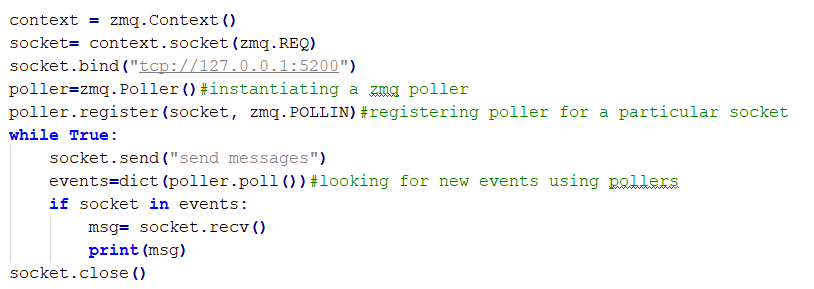 context = zmq.Context()
socket= context.socket(zmq.REQ)
socket.bind("tcp://127.0.0.1:5200")
poller=zmq.Poller()#instantiating a zmq poller
poller.register(socket, zmq.POLLIN)#registering poller for a particular socket
while True:
    socket.send("send messages")
    events=dict(poller.poll())#looking for new events using pollers
    if socket in events:
        msg= socket.recv()
        print(msg)
socket.close()